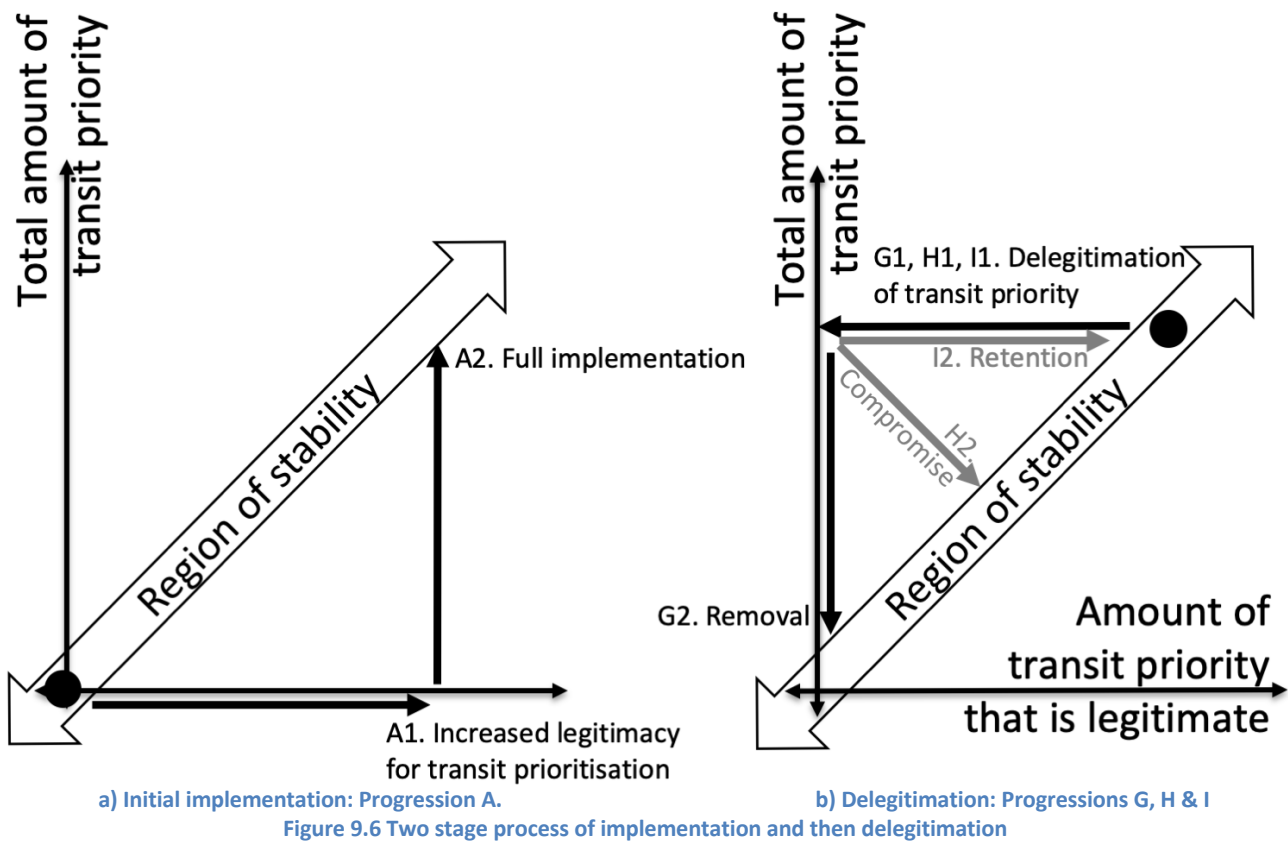 Total amount of
transit priority
A2. Full implementation
Region of stability
A1. Increased legitimacy
for transit prioritisation
a) Initial implementation: Progression A.
Total amount of
transit priority
G1, H1, I1. Delegitimation
of transit priority
I2. Retention
H2.
Compromise
Region of stability
G2. Removal
Amount of
transit priority
that is legitimate
b) Delegitimation: Progressions G, H & I
Figure 9.6 Two stage process of implementation and then delegitimation